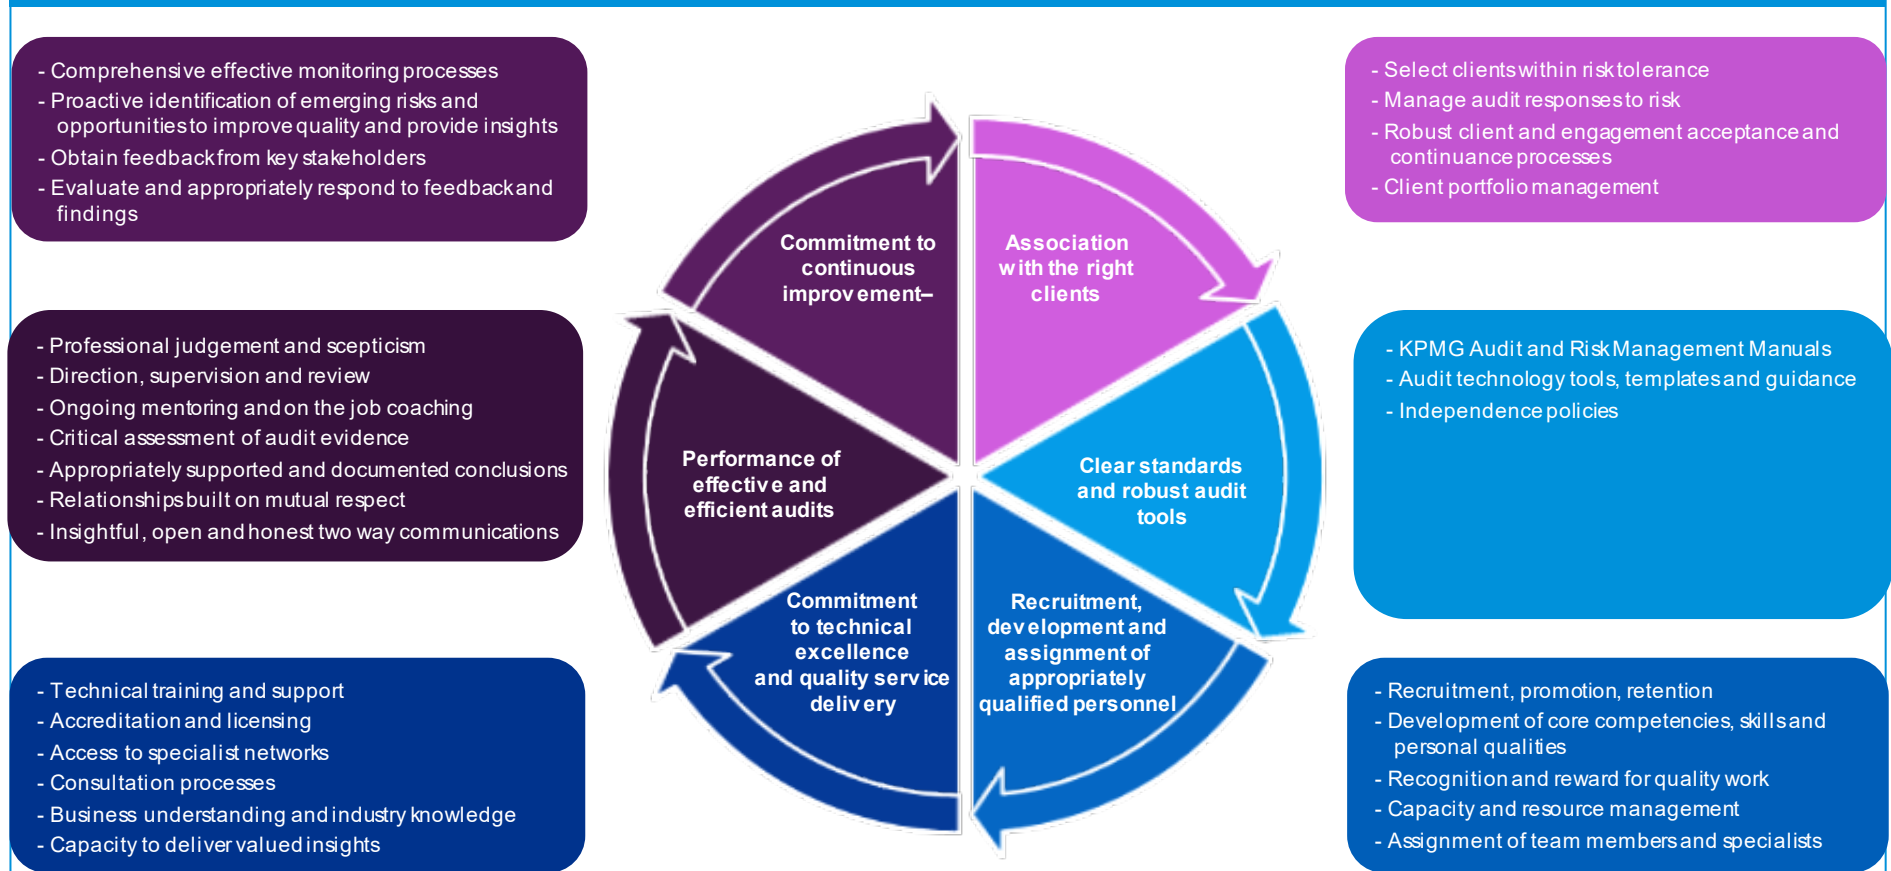 - Comprehensive effective monitoring processes
- Proactive identification of emerging risks and
opportunities to improve quality and provide insights
- Obtain feedback from key stakeholders
- Evaluate and appropriately respond to feedback and
findings
- Select clients within risk tolerance
- Manage audit responses to risk
- Robust client and engagement acceptance and
continuance processes
- Client portfolio management
Commitment to
continuous
improvement–
Association
with the right
clients
- Professional judgement and scepticism
- Direction, supervision and review
- Ongoing mentoring and on the job coaching
- Critical assessment of audit evidence
- Appropriately supported and documented conclusions
- Relationships built on mutual respect
- Insightful, open and honest two way communications
Performance of
effective and
efficient audits
Clear standards
and robust audit
tools
- KPMG Audit and Risk Management Manuals
- Audit technology tools, templates and guidance
- Independence policies
Commitment
to technical
excellence
and quality service
delivery
Recruitment,
development and
assignment of
appropriately
qualified personnel
- Technical training and support
- Accreditation and licensing
- Access to specialist networks
- Consultation processes
- Business understanding and industry knowledge
- Capacity to deliver valued insights
- Recruitment, promotion, retention
- Development of core competencies, skills and
personal qualities
- Recognition and reward for quality work
- Capacity and resource management
- Assignment of team members and specialists